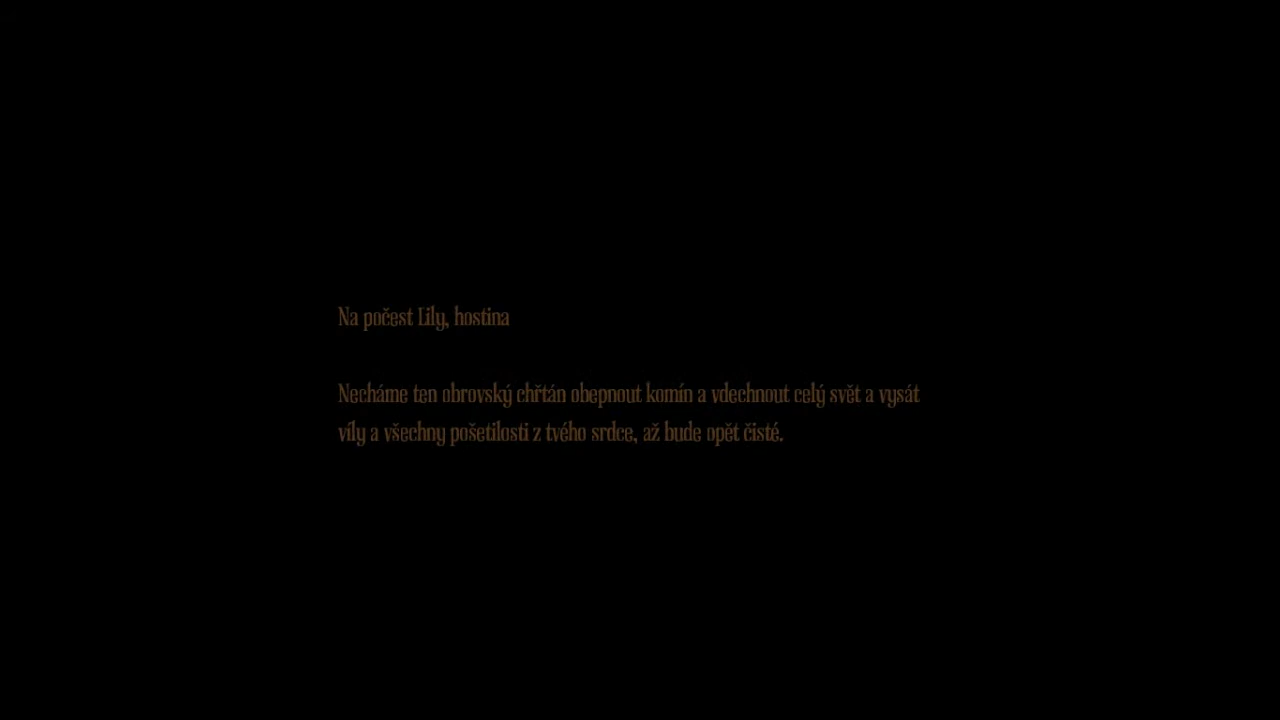 Na počest Lily, hostina
Necháme ten obrovský chřtán obepnout komín a vdechnout celý svět a vysát
víly a všechny pošetilosti z tvého srdce, až bude opět čisté.